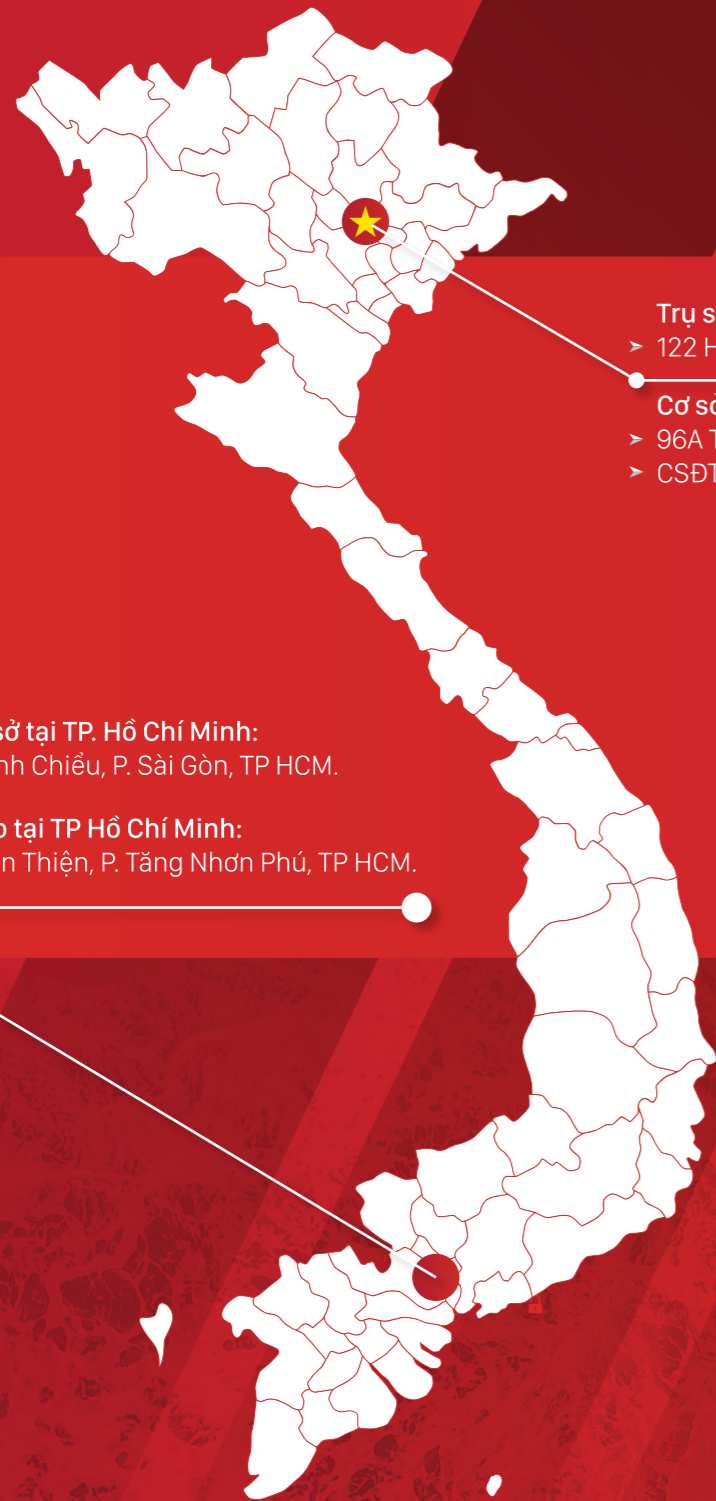 Trụ s
➤ 122 H
Cơ sở
➤ 96A T
➤ CSĐT
sở tại TP. Hồ Chí Minh:
nh Chiểu, P. Sài Gòn, TP HCM.
o tại TP Hồ Chí Minh:
n Thiện, P. Tăng Nhơn Phú, TP HCM.